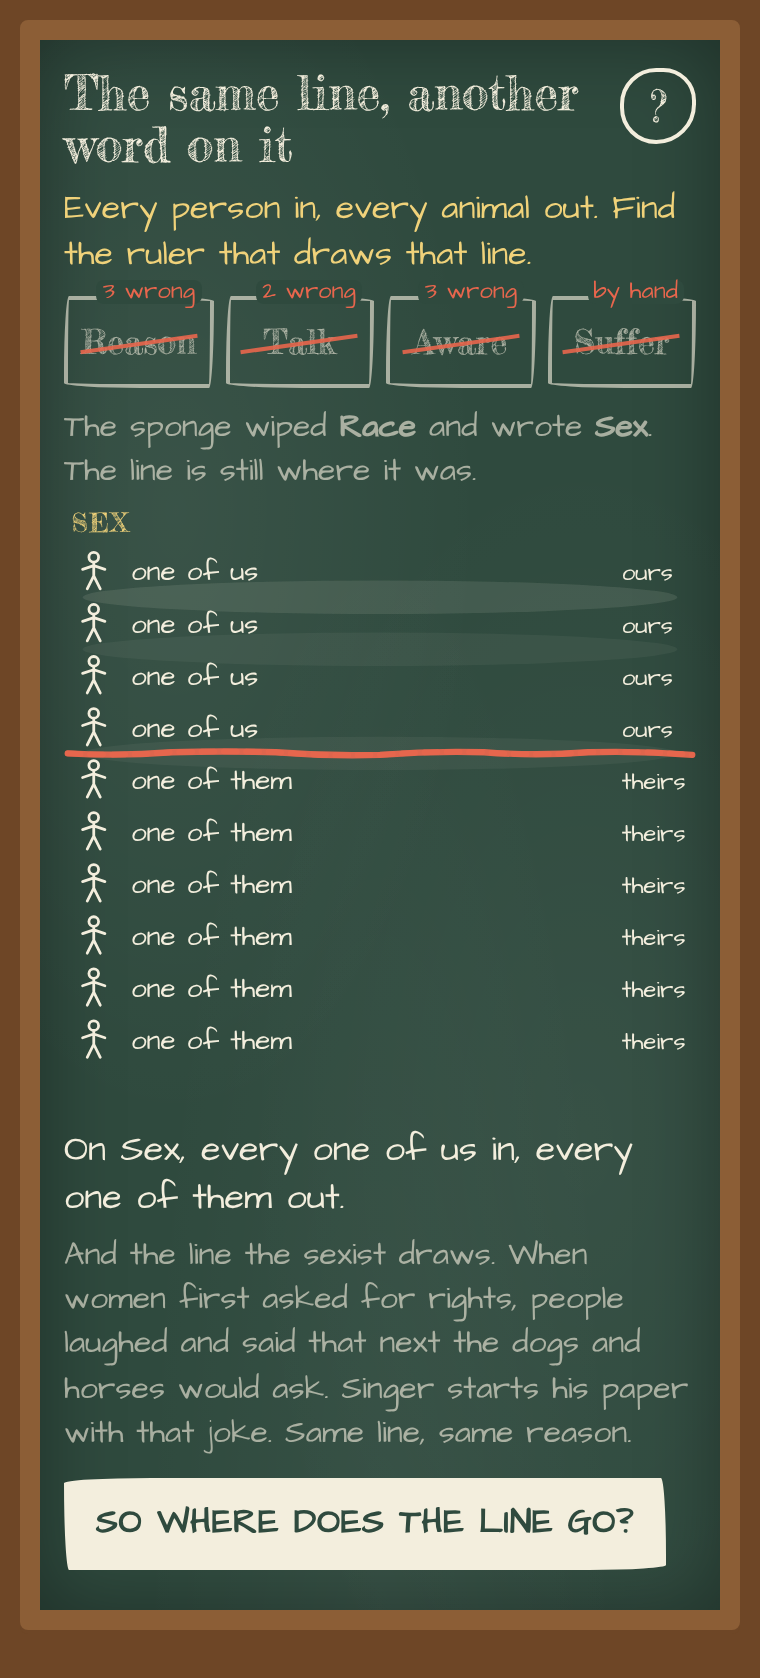 The same line, another
word on it
?
Every person in, every animal out. Find
the ruler that draws that line.
3 wrong
2 wrong
3 wrong
by hand
Reason
Talk
Aware
Suffer
The sponge wiped Race and wrote Sex.
The line is still where it was.
SEX
one of us ours
one of us ours
one of us ours
one of us ours
one of them theirs
one of them theirs
one of them theirs
one of them theirs
one of them theirs
one of them theirs
On Sex, every one of us in, every
one of them out.
And the line the sexist draws. When
women first asked for rights, people
laughed and said that next the dogs and
horses would ask. Singer starts his paper
with that joke. Same line, same reason.
SO WHERE DOES THE LINE GO?